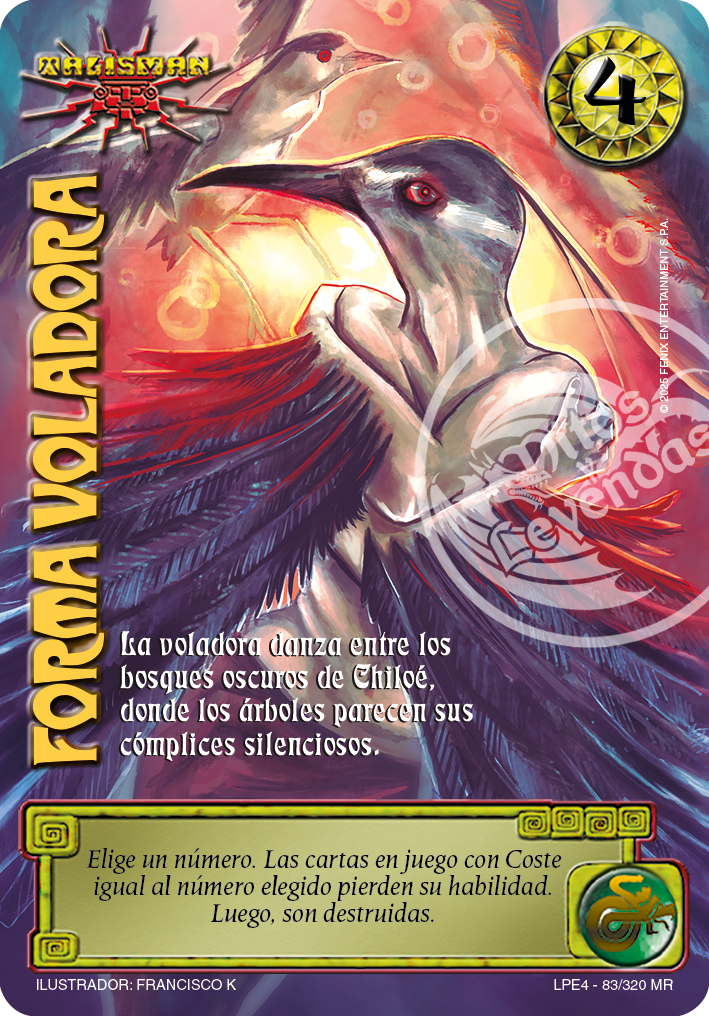 TALISMAN
4
FORMA VOLADORA
© 2025 FENIX ENTERTAINMENT S.P.A.
Mitos
Leyendas
La voladora danza entre los
bosques oscuros de Chiloé,
donde los árboles parecen sus
cómplices silenciosos.
Elige un número. Las cartas en juego con Coste
igual al número elegido pierden su habilidad.
Luego, son destruidas.
ILUSTRADOR: FRANCISCO K
LPE4 - 83/320 MR